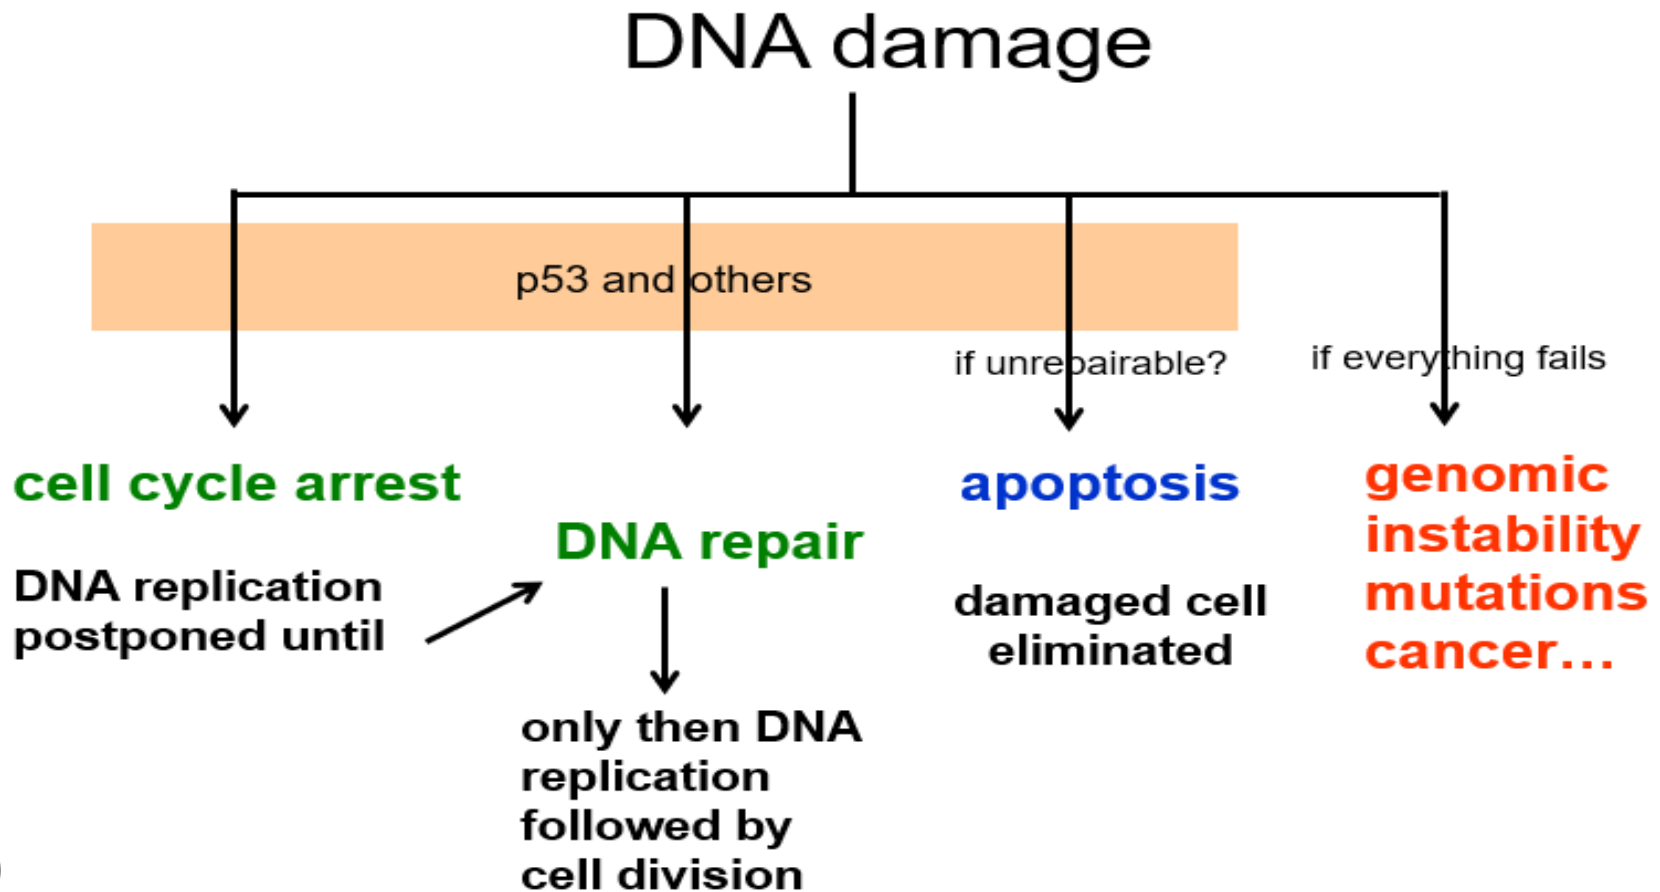 DNA damage
p53 and others
if unrepairable?
if everything fails
cell cycle arrest
DNA replication
postponed until
DNA repair
only then DNA
replication
followed by
cell division
apoptosis
damaged cell
eliminated
genomic
instability
mutations
cancer…